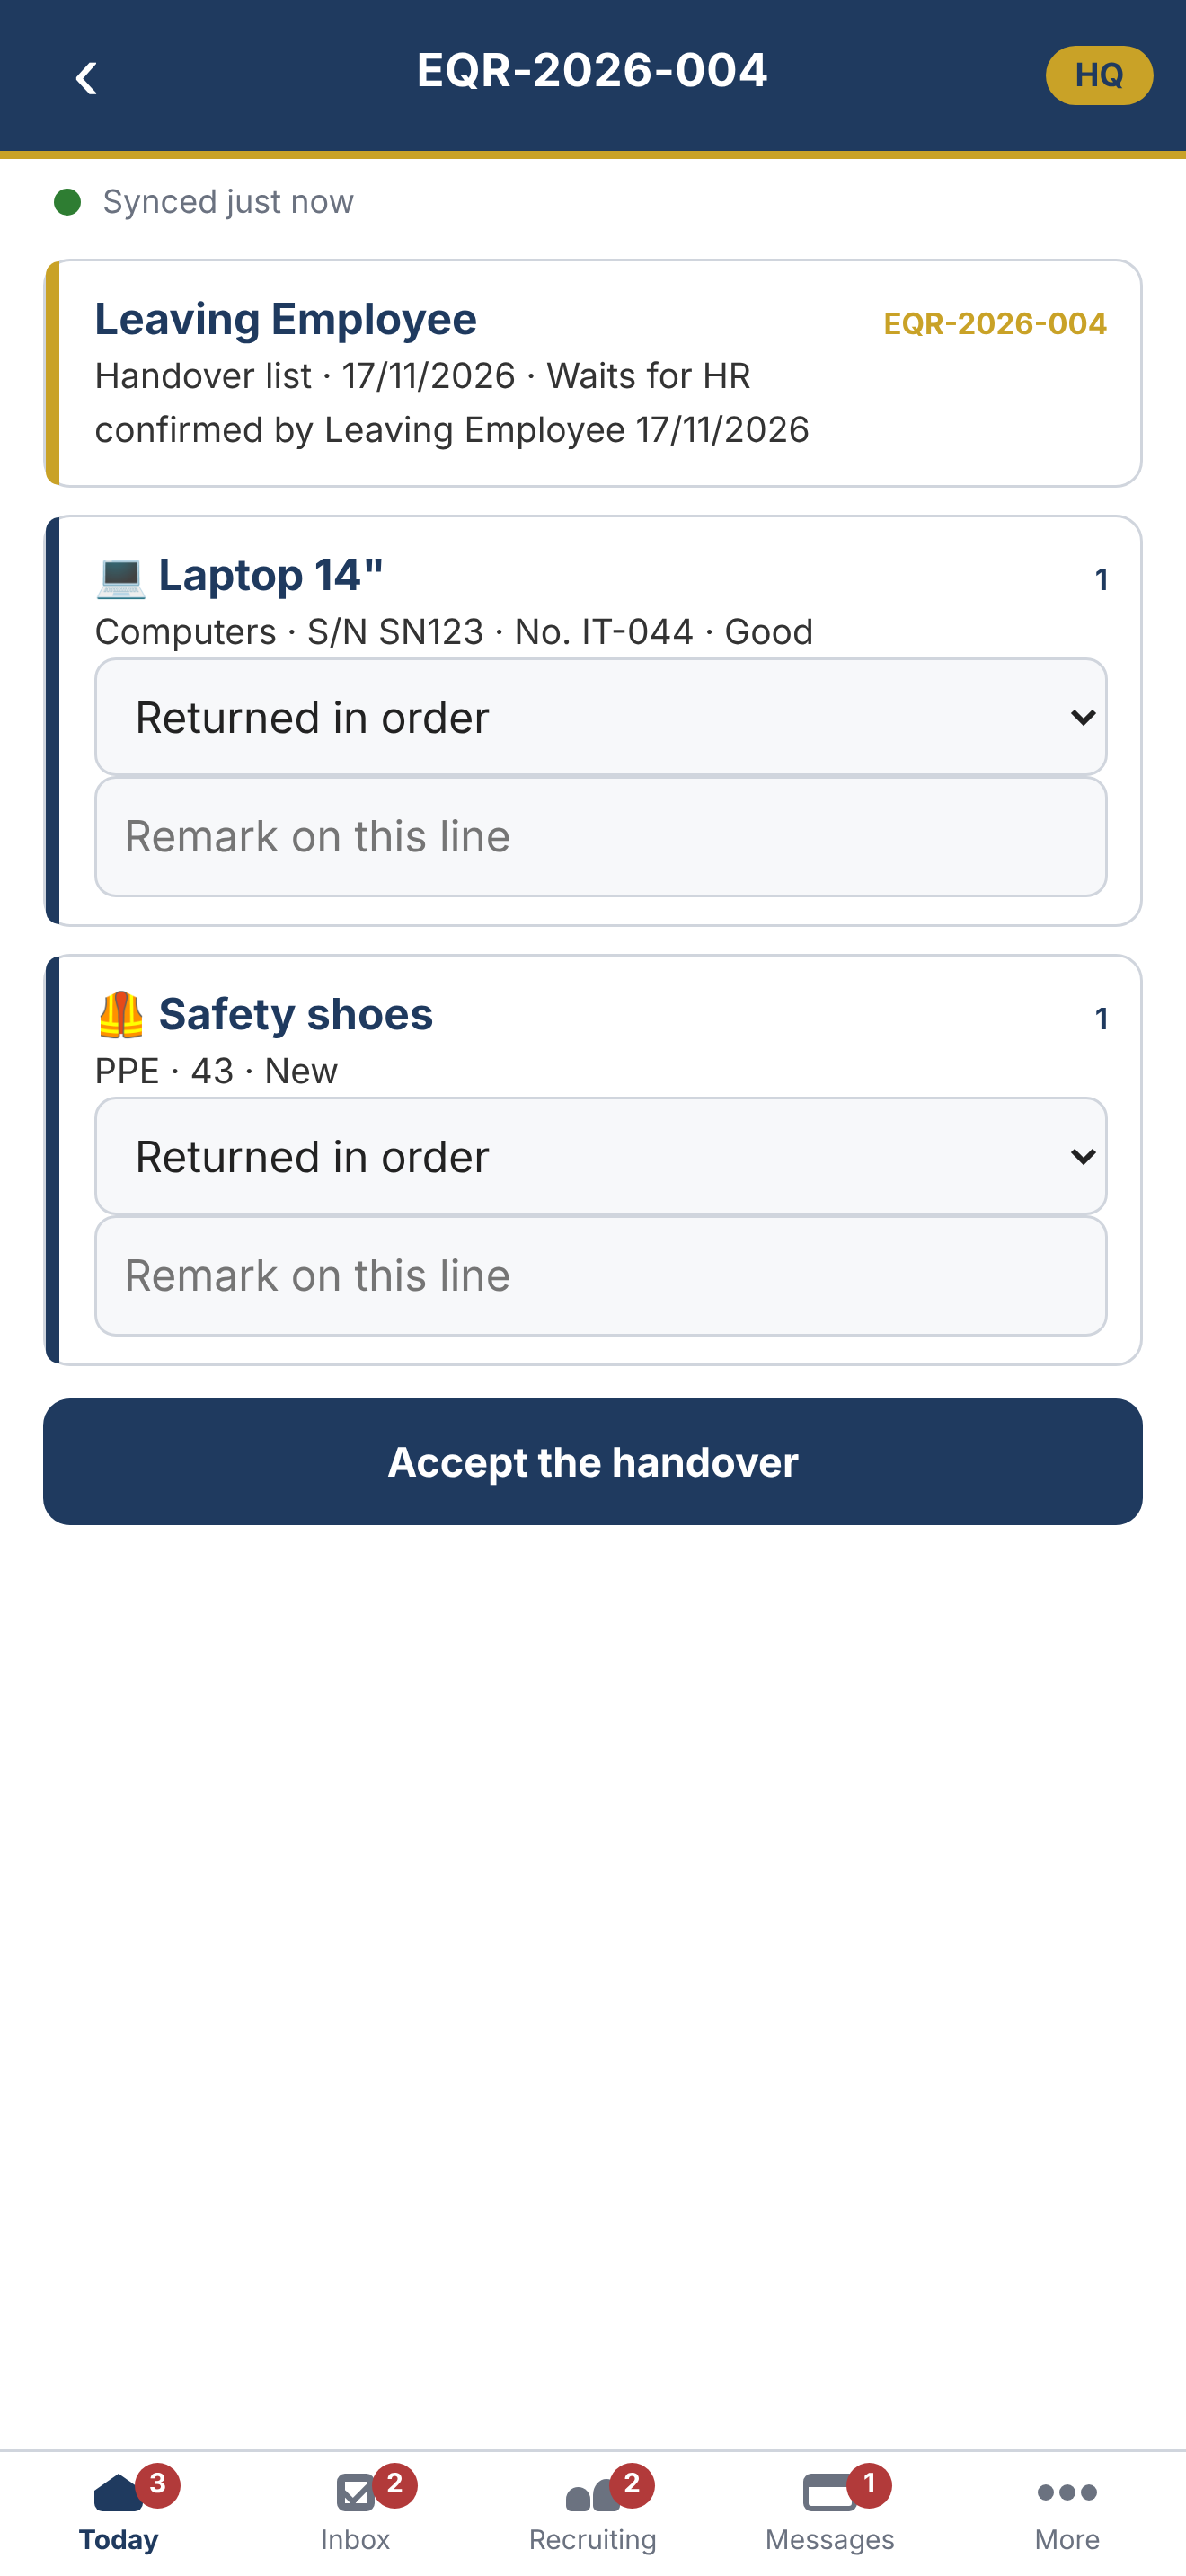 EQR-2026-004
HQ
Synced just now
Leaving Employee
EQR-2026-004
Handover list · 17/11/2026 · Waits for HR
confirmed by Leaving Employee 17/11/2026
Laptop 14"
1
Computers · S/N SN123 · No. IT-044 · Good
Returned in order
Remark on this line
Safety shoes
1
PPE · 43 · New
Returned in order
Remark on this line
Accept the handover
3
2
2
1
Today
Inbox
Recruiting
Messages
More